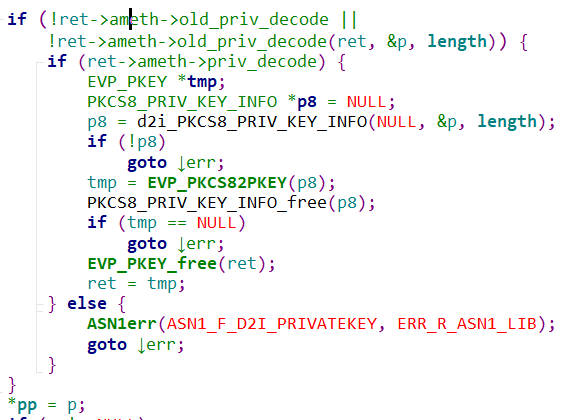 if (!ret->ameth->old_priv_decode ||
!ret->ameth->old_priv_decode(ret, &p, length)) {
if (ret->ameth->priv_decode) {
EVP_PKEY *tmp;
PKCS8_PRIV_KEY_INFO *p8 = NULL;
p8 = d2i_PKCS8_PRIV_KEY_INFO(NULL, &p, length);
if (!p8)
goto ↓err;
tmp = EVP_PKCS82PKEY(p8);
PKCS8_PRIV_KEY_INFO_free(p8);
if (tmp == NULL)
goto ↓err;
EVP_PKEY_free(ret);
ret = tmp;
} else {
ASN1err(ASN1_F_D2I_PRIVATEKEY, ERR_R_ASN1_LIB);
goto ↓err;
}
}
*pp = p;